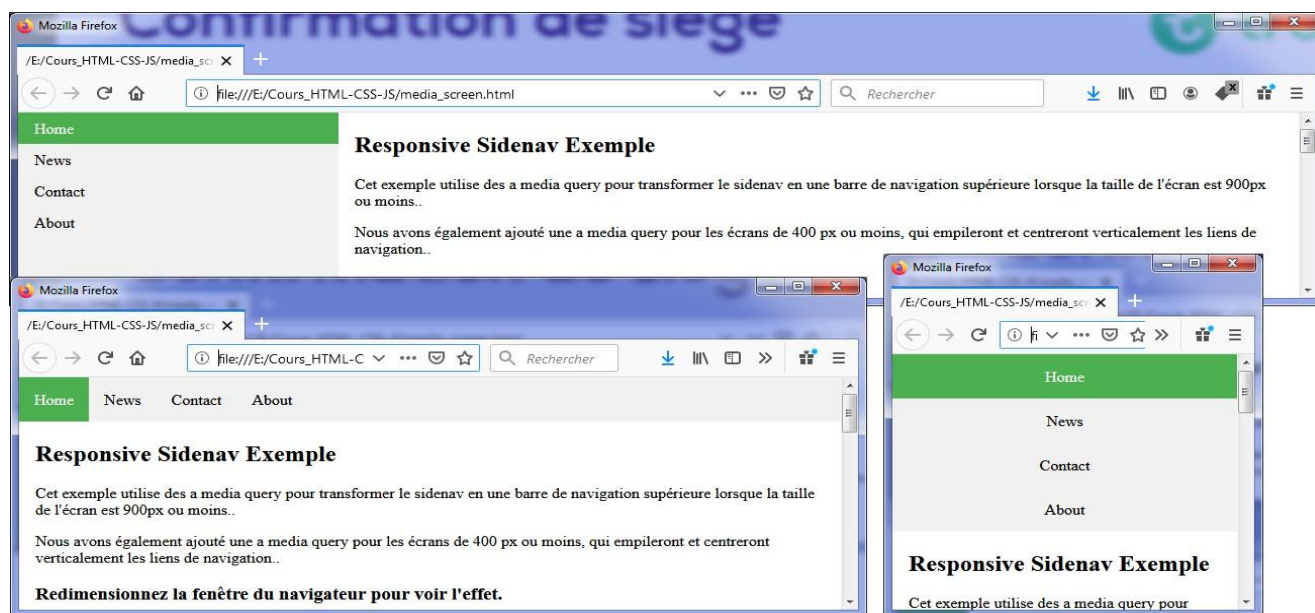 Confirmation de siège
Mozilla Firefox
/E:/Cours_HTML-CSS-JS/media_scr
file:///E:/Cours_HTML-CSS-JS/media_screen.html
Rechercher
Home
News
Contact
About
Responsive Sidenav Exemple
Cet exemple utilise des a media query pour transformer le sidenav en une barre de navigation supérieure lorsque la taille de l'écran est 900px
ou moins..
Nous avons également ajouté une a media query pour les écrans de 400 px ou moins, qui empileront et centreront verticalement les liens de
navigation..
Mozilla Firefox
/E:/Cours_HTML-CSS-JS/media_scr
file:///E:/Cours_HTML-C
Rechercher
Home News Contact About
Responsive Sidenav Exemple
Cet exemple utilise des a media query pour transformer le sidenav en une barre de navigation supérieure lorsque la taille
de l'écran est 900px ou moins..
Nous avons également ajouté une a media query pour les écrans de 400 px ou moins, qui empileront et centreront
verticalement les liens de navigation..
Redimensionnez la fenêtre du navigateur pour voir l'effet.
Mozilla Firefox
/E:/Cours_HTML-CSS-JS/media_scr
fi
Home
News
Contact
About
Responsive Sidenav Exemple
Cet exemple utilise des a media query pour